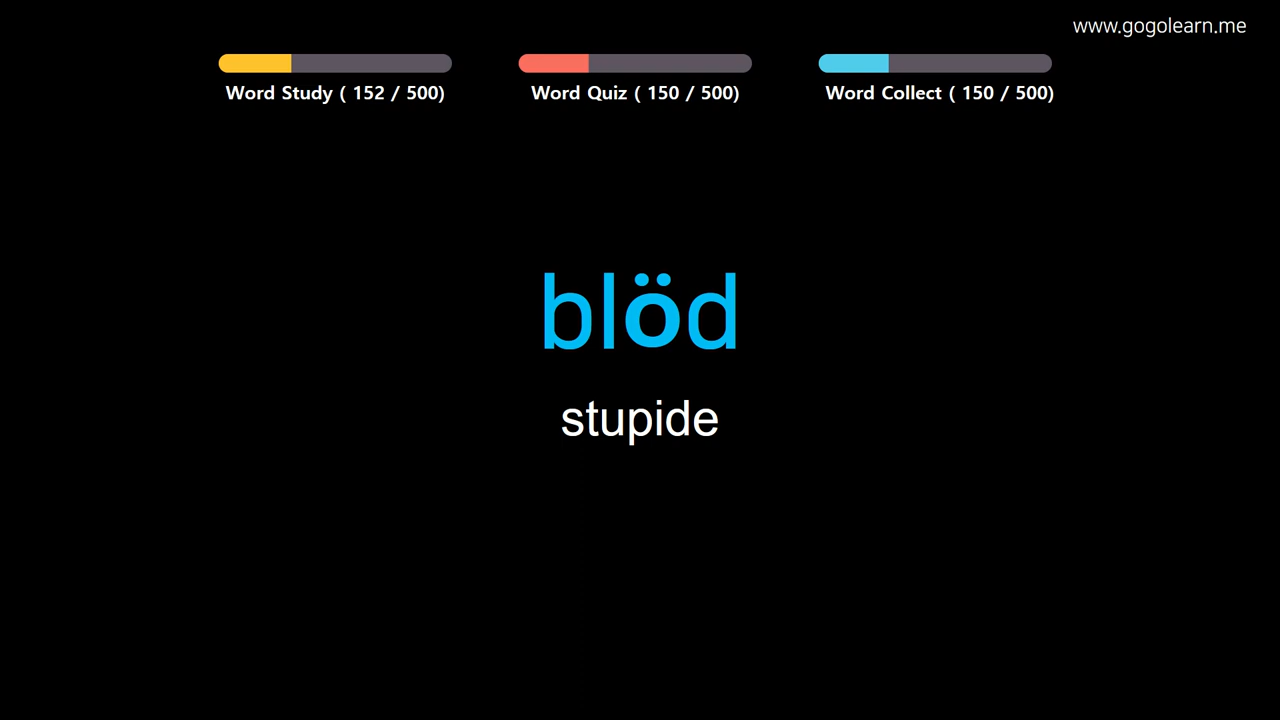 www.gogolearn.me
Word Study ( 152 / 500)
Word Quiz ( 150 / 500)
Word Collect ( 150 / 500)
blöd
stupide